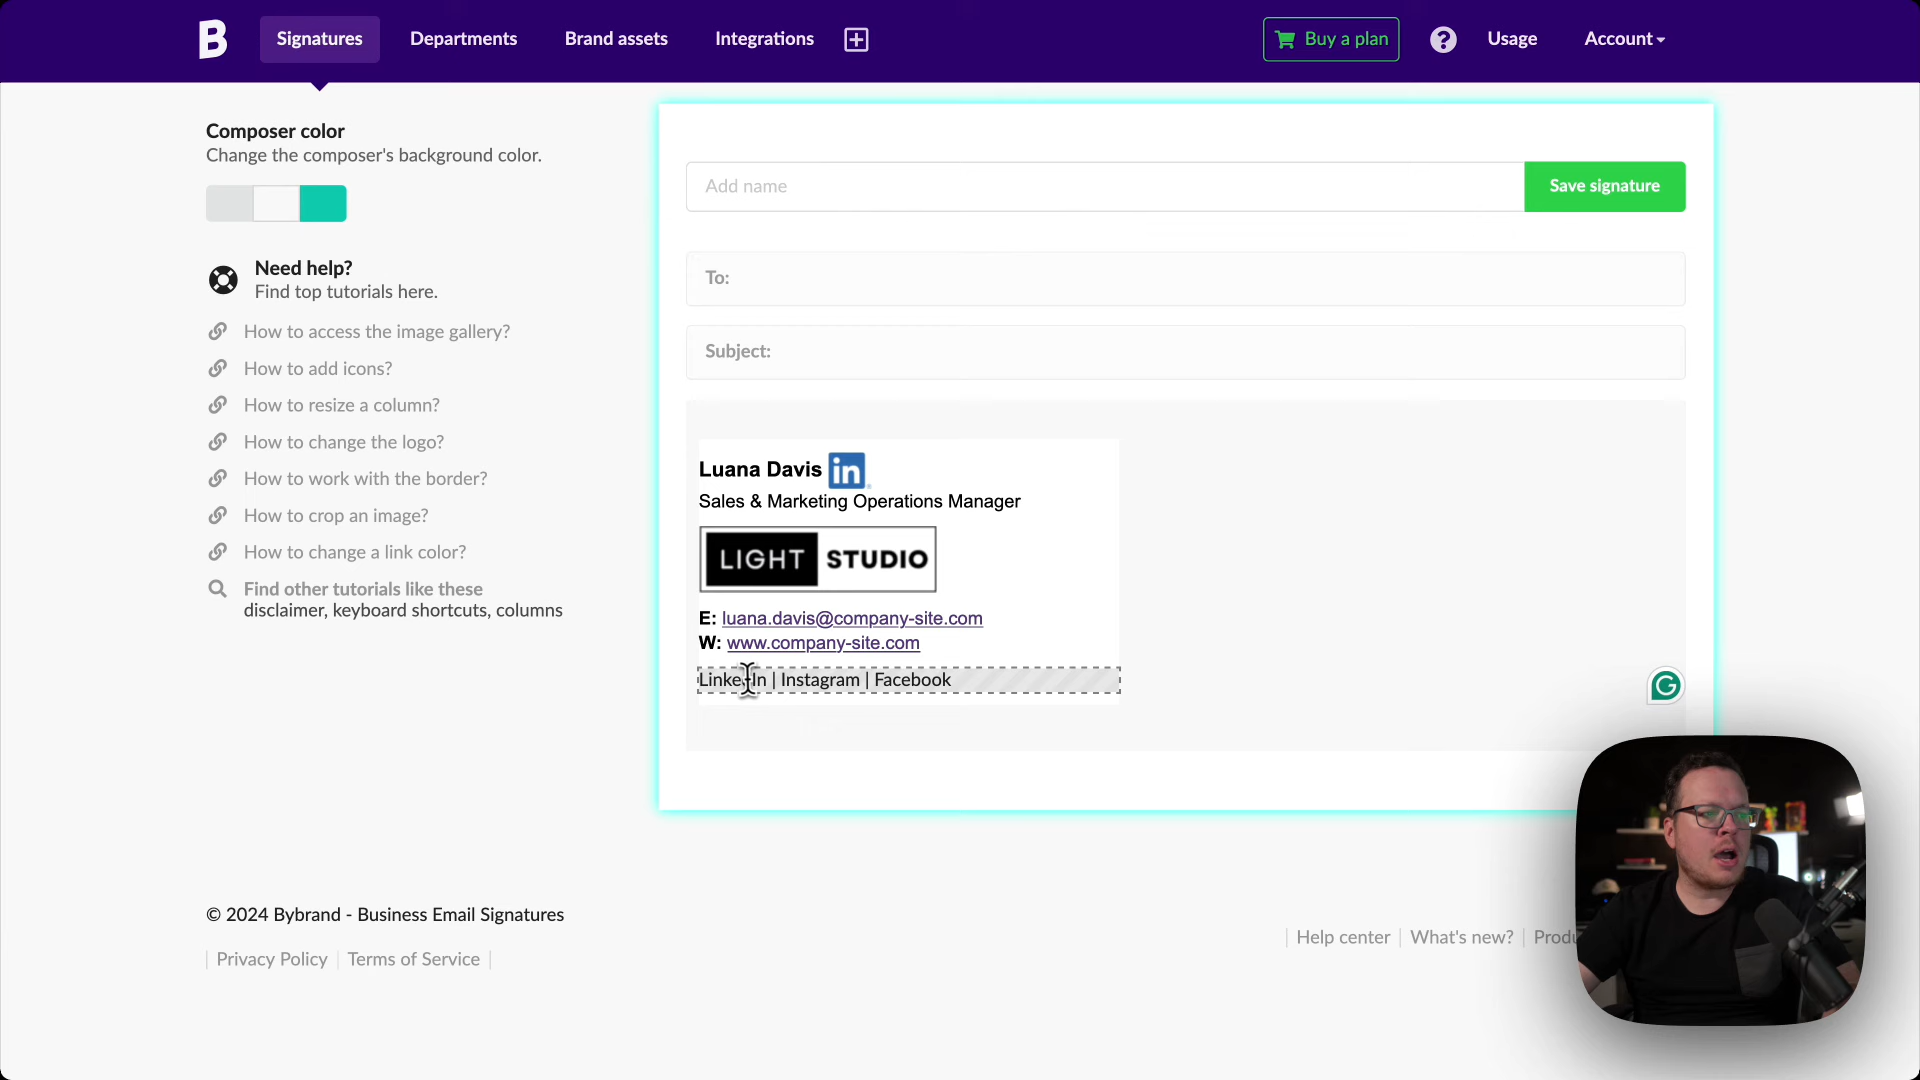 B Signatures Departments Brand assets Integrations Buy a plan ? Usage Account
Composer color
Change the composer's background color.
Need help?
Find top tutorials here.
How to access the image gallery?
How to add icons?
How to resize a column?
How to change the logo?
How to work with the border?
How to crop an image?
How to change a link color?
Find other tutorials like these
disclaimer, keyboard shortcuts, columns
Add name
Save signature
To:
Subject:
Luana Davis in
Sales & Marketing Operations Manager
LIGHT STUDIO
E: luana.davis@company-site.com
W: www.company-site.com
LinkedIn | Instagram | Facebook
G
© 2024 Bybrand - Business Email Signatures
| Privacy Policy | Terms of Service |
| Help center | What's new? | Produ